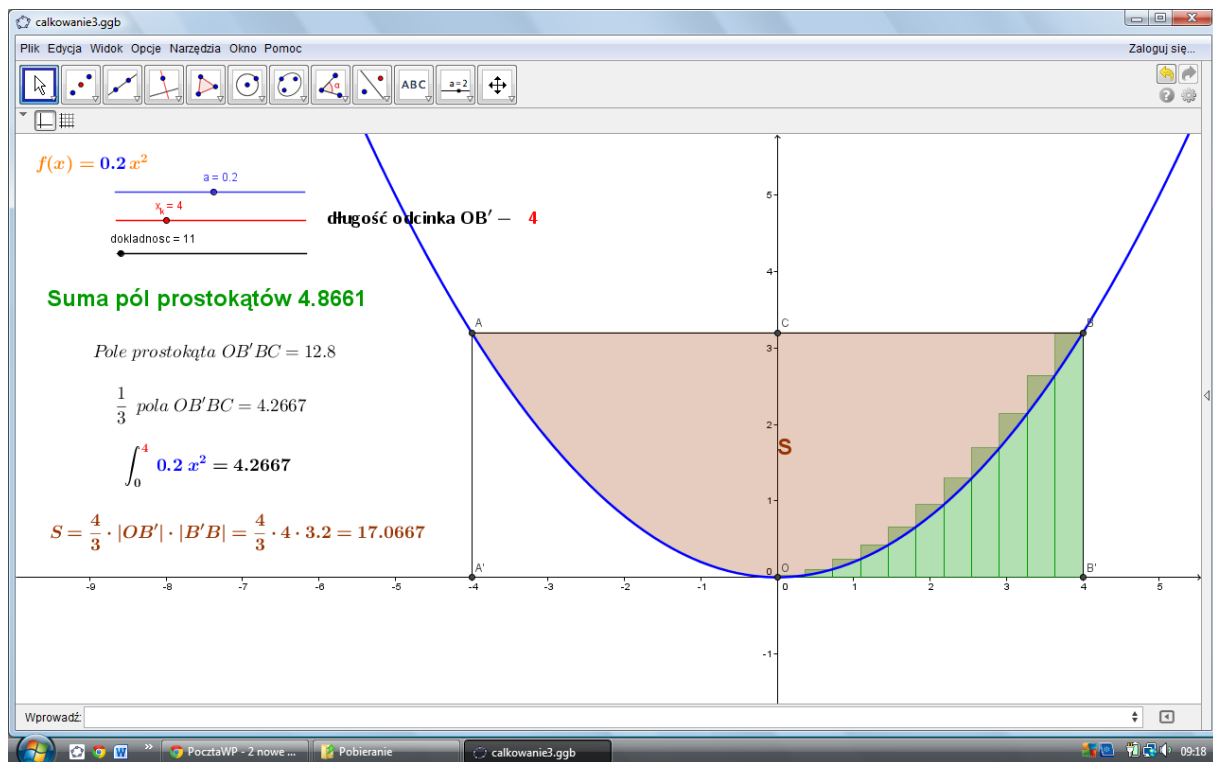 calkowanie3.ggb
Plik Edycja Widok Opcje Narzędzia Okno Pomoc
Zaloguj się...
ABC
a=2
f(x) = 0.2 x²
a = 0.2
xₖ = 4
długość odcinka OB′ − 4
dokladnosc = 11
Suma pól prostokątów 4.8661
Pole prostokąta OB′BC = 12.8
1/3 pola OB′BC = 4.2667
∫₀⁴ 0.2 x² = 4.2667
S = 4/3 · |OB′| · |B′B| = 4/3 · 4 · 3.2 = 17.0667
5
4
A C B
3
2
S
1
0
A' O B'
-9 -8 -7 -6 -5 -4 -3 -2 -1 0 1 2 3 4 5
-1
Wprowadź:
PocztaWP - 2 nowe ...
Pobieranie
calkowanie3.ggb
09:18